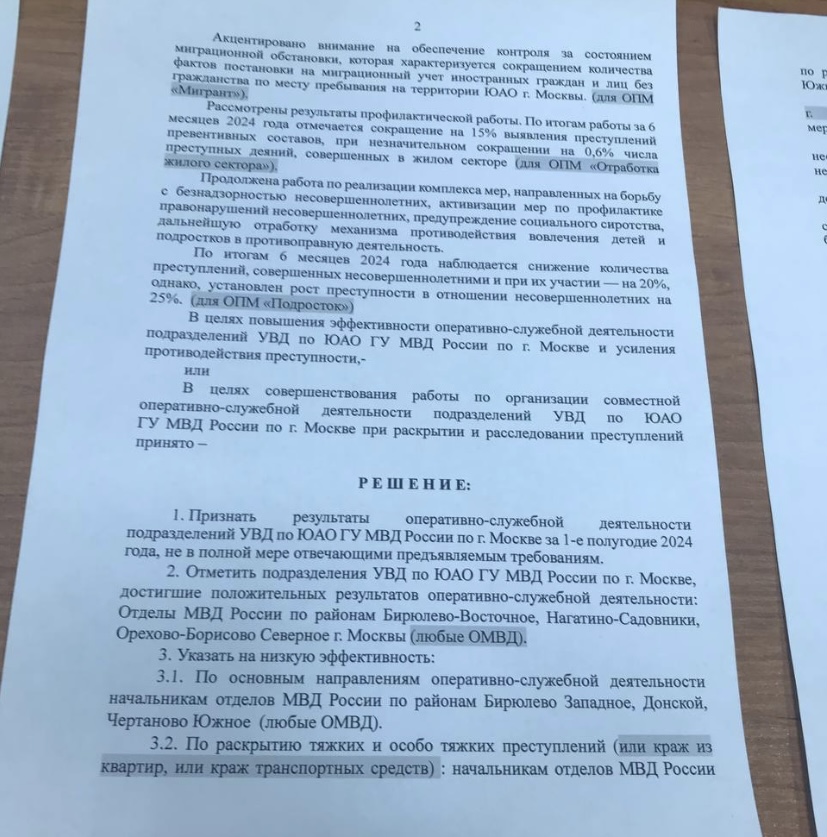 2
Акцентировано внимание на обеспечение контроля за состоянием
миграционной обстановки, которая характеризуется сокращением количества
фактов постановки на миграционный учет иностранных граждан и лиц без
гражданства по месту пребывания на территории ЮАО г. Москвы. (для ОПМ
«Мигрант»).
Рассмотрены результаты профилактической работы. По итогам работы за 6
месяцев 2024 года отмечается сокращение на 15% выявления преступлений
превентивных составов, при незначительном сокращении на 0,6% числа
преступных деяний, совершенных в жилом секторе (для ОПМ «Отработка
жилого сектора»).
Продолжена работа по реализации комплекса мер, направленных на борьбу
с безнадзорностью несовершеннолетних, активизации мер по профилактике
правонарушений несовершеннолетних, предупреждение социального сиротства,
дальнейшую отработку механизма противодействия вовлечения детей и
подростков в противоправную деятельность.
По итогам 6 месяцев 2024 года наблюдается снижение количества
преступлений, совершенных несовершеннолетними и при их участии — на 20%,
однако, установлен рост преступности в отношении несовершеннолетних на
25%. (для ОПМ «Подросток»)
В целях повышения эффективности оперативно-служебной деятельности
подразделений УВД по ЮАО ГУ МВД России по г. Москве и усиления
противодействия преступности,-
или
В целях совершенствования работы по организации совместной
оперативно-служебной деятельности подразделений УВД по ЮАО
ГУ МВД России по г. Москве при раскрытии и расследовании преступлений
принято –
РЕШЕНИЕ:
1. Признать результаты оперативно-служебной деятельности
подразделений УВД по ЮАО ГУ МВД России по г. Москве за 1-е полугодие 2024
года, не в полной мере отвечающими предъявляемым требованиям.
2. Отметить подразделения УВД по ЮАО ГУ МВД России по г. Москве,
достигшие положительных результатов оперативно-служебной деятельности:
Отделы МВД России по районам Бирюлево-Восточное, Нагатино-Садовники,
Орехово-Борисово Северное г. Москвы (любые ОМВД).
3. Указать на низкую эффективность:
3.1. По основным направлениям оперативно-служебной деятельности
начальникам отделов МВД России по районам Бирюлево Западное, Донской,
Чертаново Южное (любые ОМВД).
3.2. По раскрытию тяжких и особо тяжких преступлений (или краж из
квартир, или краж транспортных средств) : начальникам отделов МВД России
по
г.